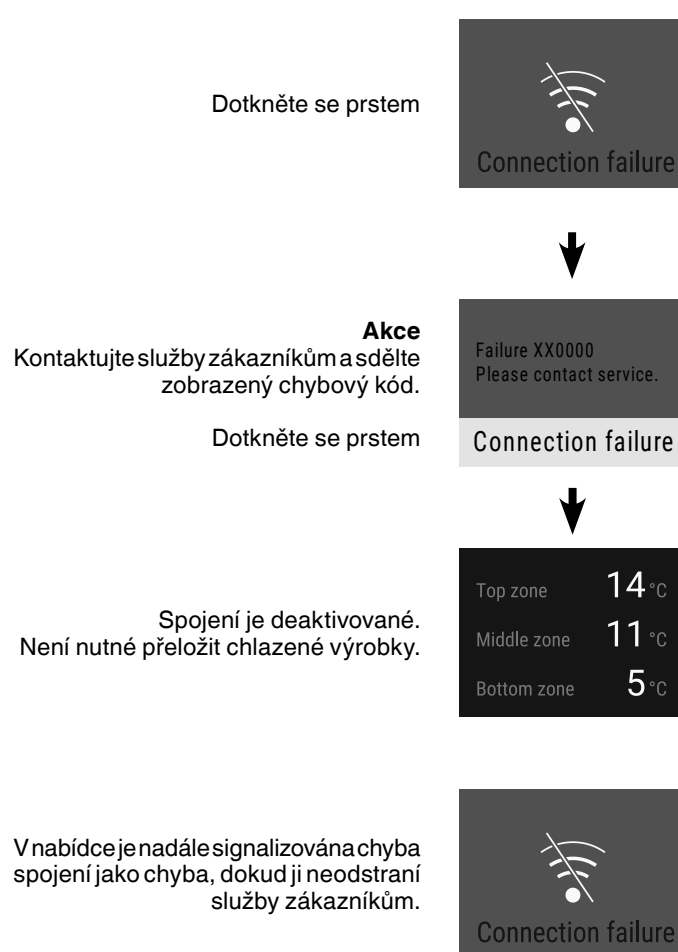 Dotkněte se prstem
Connection failure
Akce
Kontaktujte služby zákazníkům a sdělte
zobrazený chybový kód.
Failure XX0000
Please contact service.
Dotkněte se prstem
Connection failure
Spojení je deaktivované.
Není nutné přeložit chlazené výrobky.
Top zone 14 °C
Middle zone 11 °C
Bottom zone 5 °C
V nabídce je nadále signalizována chyba
spojení jako chyba, dokud ji neodstraní
služby zákazníkům.
Connection failure